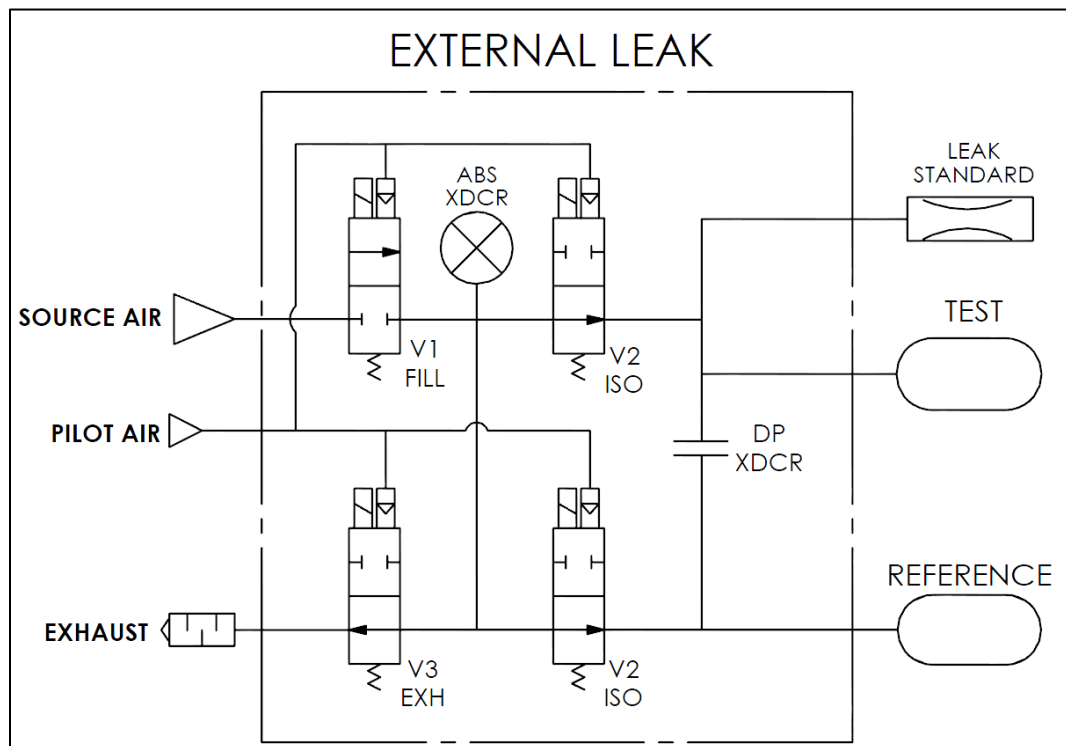 EXTERNAL LEAK
ABS
XDCR
LEAK
STANDARD
SOURCE AIR
V1
FILL
V2
ISO
TEST
PILOT AIR
DP
XDCR
REFERENCE
EXHAUST
V3
EXH
V2
ISO